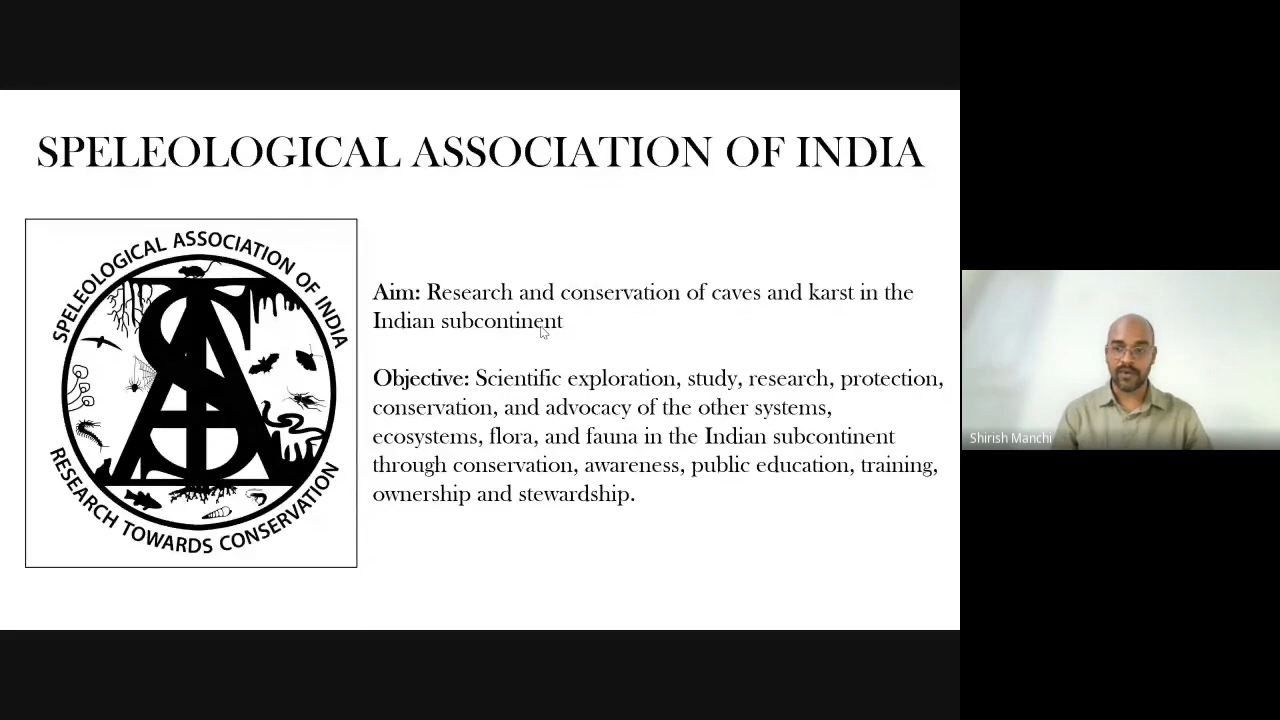 SPELEOLOGICAL ASSOCIATION OF INDIA
SPELEOLOGICAL ASSOCIATION OF INDIA
SAI
RESEARCH TOWARDS CONSERVATION
Aim: Research and conservation of caves and karst in the
Indian subcontinent
Objective: Scientific exploration, study, research, protection,
conservation, and advocacy of the other systems,
ecosystems, flora, and fauna in the Indian subcontinent
through conservation, awareness, public education, training,
ownership and stewardship.
Shirish Manchi